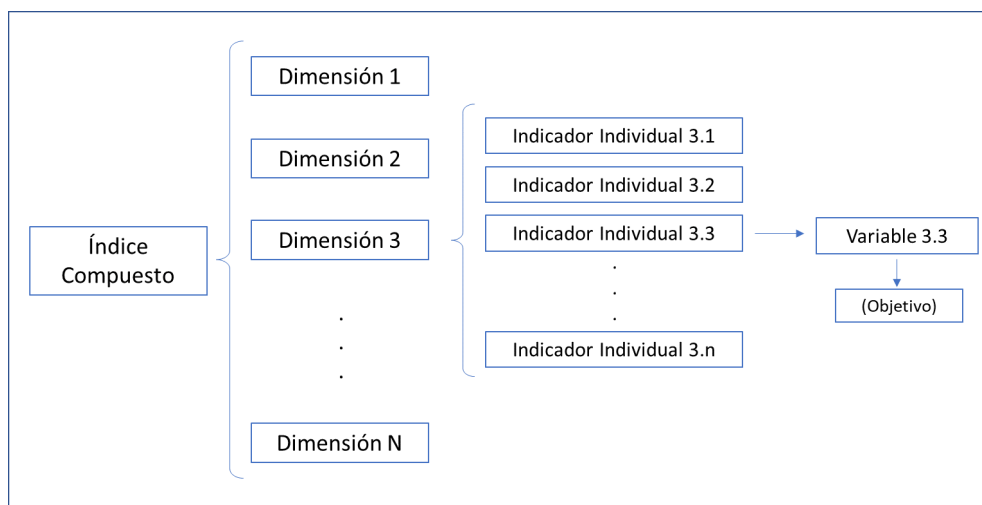 Índice
Compuesto
Dimensión 1
Dimensión 2
Dimensión 3
.
.
.
Dimensión N
Indicador Individual 3.1
Indicador Individual 3.2
Indicador Individual 3.3
.
.
.
Indicador Individual 3.n
Variable 3.3
(Objetivo)